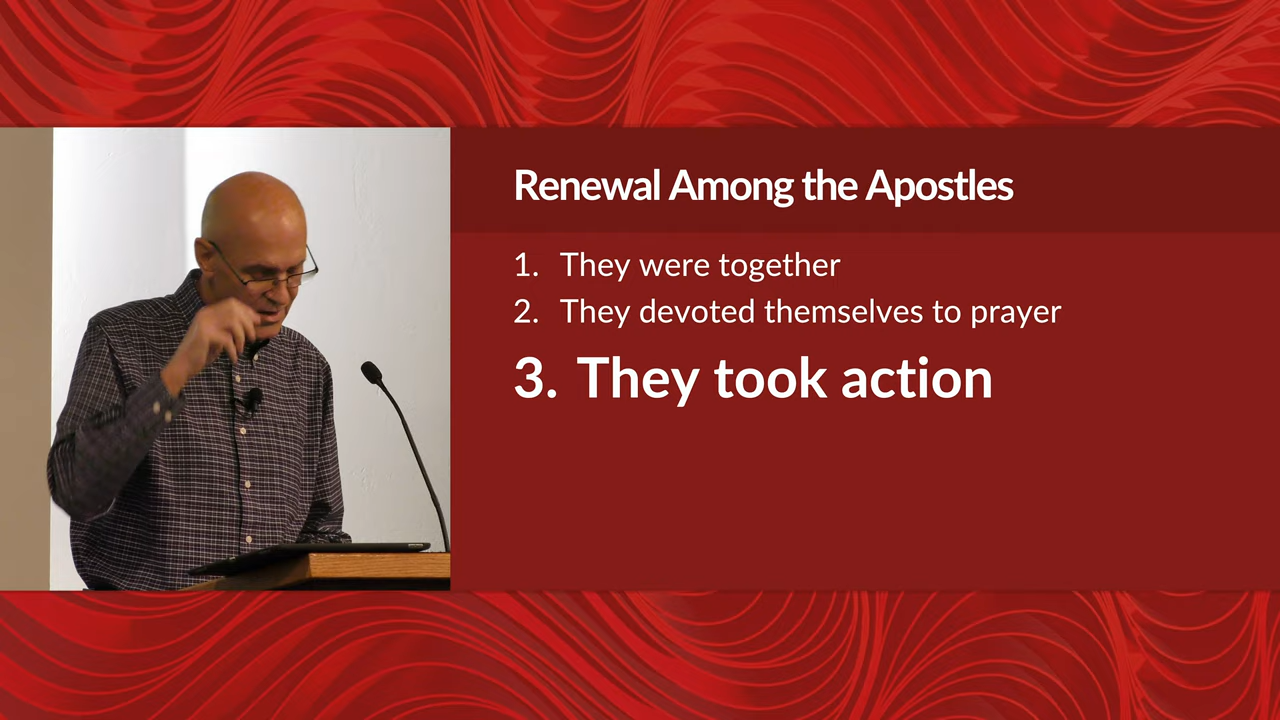 Renewal Among the Apostles
1. They were together
2. They devoted themselves to prayer
3. They took action